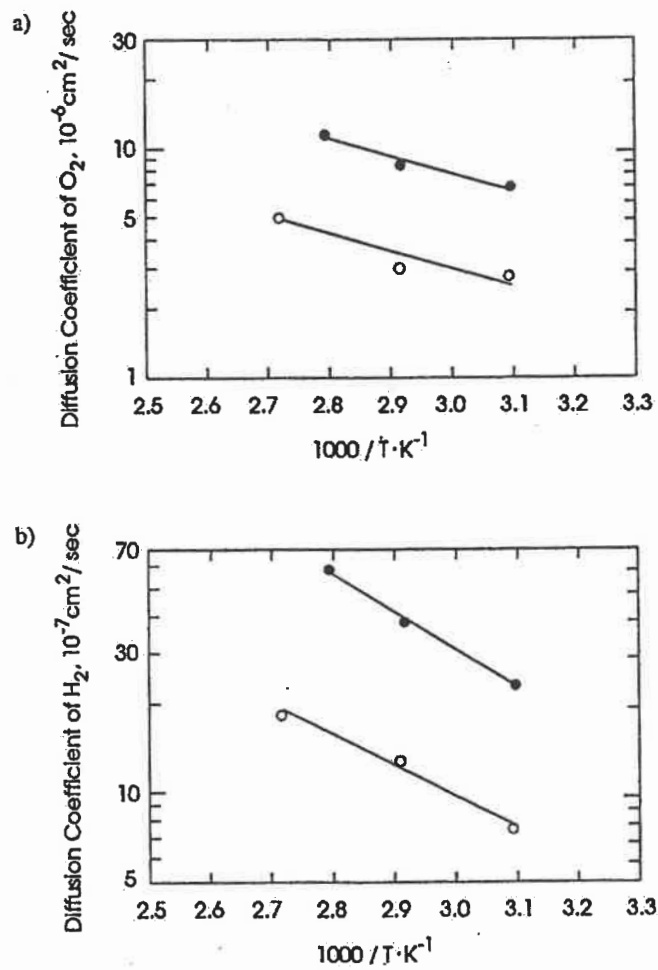 a)
Diffusion Coefficient of O₂, 10⁻⁶cm²/sec
30
10
5
1
2.5 2.6 2.7 2.8 2.9 3.0 3.1 3.2 3.3
1000 / T·K⁻¹
b)
Diffusion Coefficient of H₂, 10⁻⁷cm²/sec
70
30
10
5
2.5 2.6 2.7 2.8 2.9 3.0 3.1 3.2 3.3
1000 / T·K⁻¹